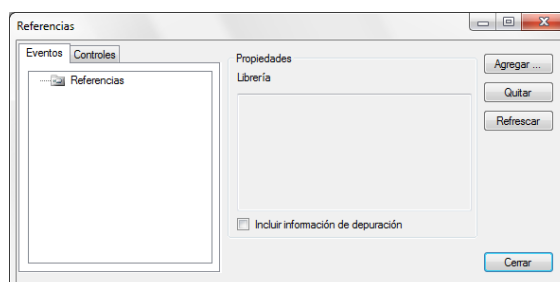 Referencias
Eventos
Controles
Referencias
Propiedades
Librería
Incluir información de depuración
Agregar ...
Quitar
Refrescar
Cerrar